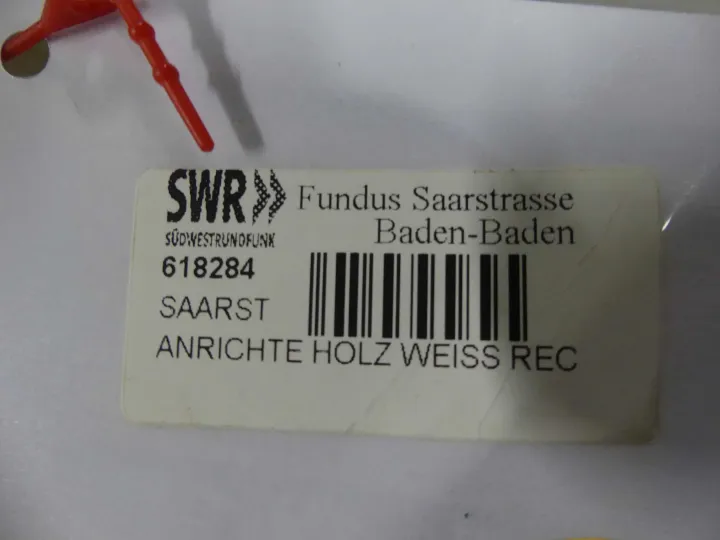 SWR>> Fundus Saarstrasse
SÜDWESTRUNDFUNK Baden-Baden
618284
SAARST
ANRICHTE HOLZ WEISS REC